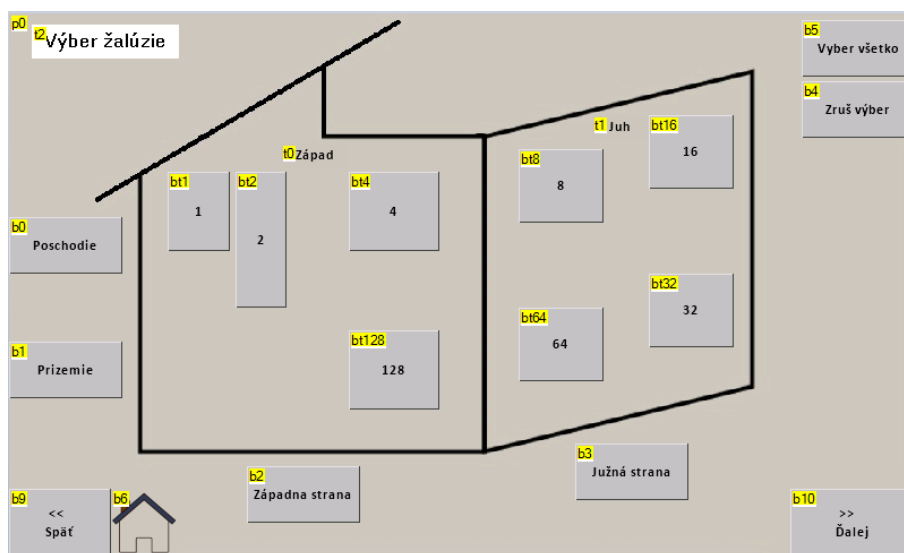 p0
t2 Výber žalúzie
b5
Vyber všetko
b4
Zruš výber
t0 Západ
t1 Juh
bt1
1
bt2
2
bt4
4
bt8
8
bt16
16
b0
Poschodie
bt32
32
bt64
64
bt128
128
b1
Prizemie
b2
Západna strana
b3
Južná strana
b9
<<
Späť
b6
b10
>>
Ďalej